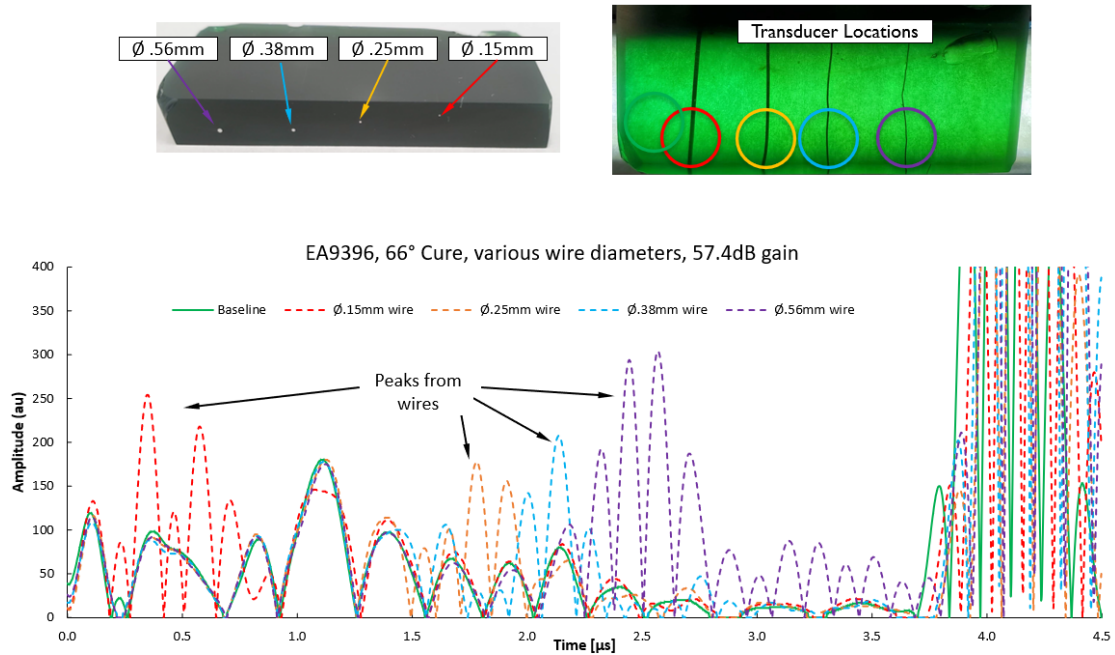 Ø .56mm
Ø .38mm
Ø .25mm
Ø .15mm
Transducer Locations
EA9396, 66° Cure, various wire diameters, 57.4dB gain
400
350
300
250
200
150
100
50
0
Amplitude (au)
Baseline
Ø.15mm wire
Ø.25mm wire
Ø.38mm wire
Ø.56mm wire
Peaks from
wires
0.0
0.5
1.0
1.5
2.0
2.5
3.0
3.5
4.0
4.5
Time [µs]